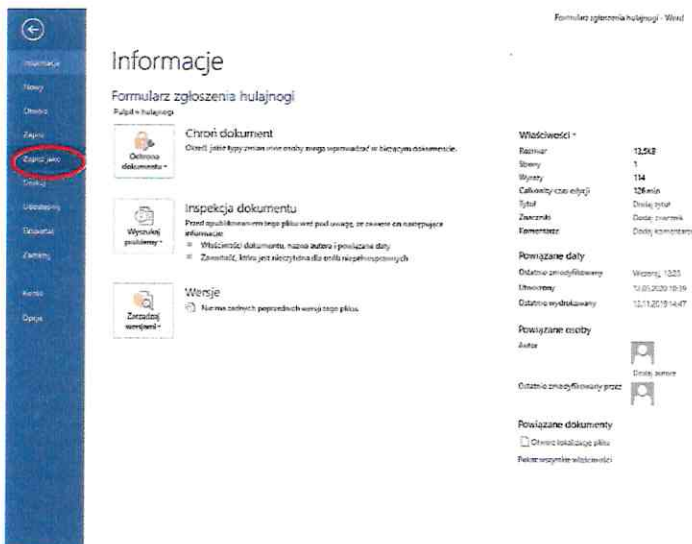 Formularz zgłoszenia hulajnogi - Word
Informacje
Nowy
Otwórz
Zapisz
Zapisz jako
Drukuj
Udostępnij
Eksportuj
Zamknij
Konto
Opcje
Informacje
Formularz zgłoszenia hulajnogi
Pulpit » hulajnogi
Ochrona
dokumentu
Chroń dokument
Określ, jakie typy zmian inne osoby mogą wprowadzać w bieżącym dokumencie.
Wyszukaj
problemy
Inspekcja dokumentu
Przed opublikowaniem tego pliku weź pod uwagę, że zawiera on następujące
informacje:
Właściwości dokumentu, nazwa autora i powiązane daty
Zawartość, która jest nieczytelna dla osób niepełnosprawnych
Zarządzaj
wersjami
Wersje
Nie ma żadnych poprzednich wersji tego pliku.
Właściwości
Rozmiar 13,5kB
Strony 1
Wyrazy 114
Całkowity czas edycji 126 min
Tytuł Dodaj tytuł
Znaczniki Dodaj znacznik
Komentarze Dodaj komentarze
Powiązane daty
Ostatnio zmodyfikowany Wczoraj,
Utworzony
Ostatnio wydrukowany 12.11.2019 14:47
Powiązane osoby
Autor
Dodaj autora
Ostatnio zmodyfikowany przez
Powiązane dokumenty
Otwórz lokalizację pliku
Pokaż wszystkie właściwości